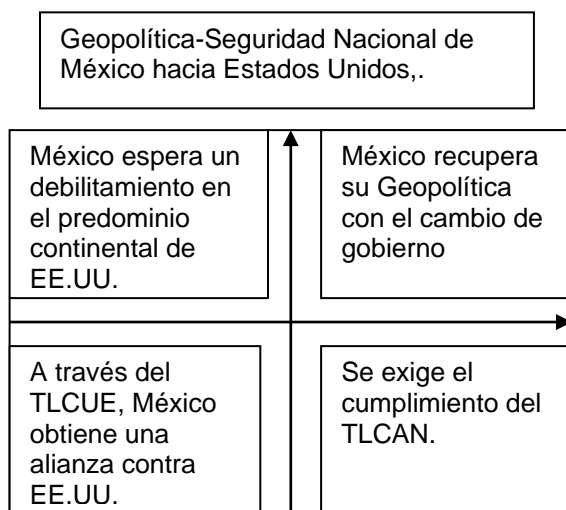 Geopolítica-Seguridad Nacional de
México hacia Estados Unidos,.
México espera un
debilitamiento en
el predominio
continental de
EE.UU.
México recupera
su Geopolítica
con el cambio de
gobierno
A través del
TLCUE, México
obtiene una
alianza contra
EE.UU.
Se exige el
cumplimiento del
TLCAN.